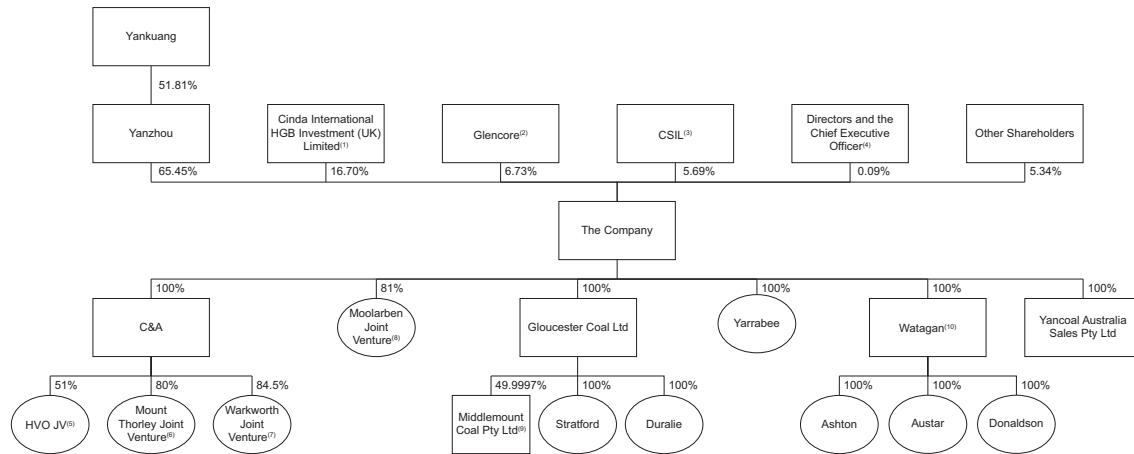 Yankuang
51.81%
Yanzhou
Cinda International
HGB Investment (UK)
Limited(1)
Glencore(2)
CSIL(3)
Directors and the
Chief Executive
Officer(4)
Other Shareholders
65.45%
16.70%
6.73%
5.69%
0.09%
5.34%
The Company
100%
81%
100%
100%
100%
100%
C&A
Moolarben
Joint
Venture(8)
Gloucester Coal Ltd
Yarrabee
Watagan(10)
Yancoal Australia
Sales Pty Ltd
51%
80%
84.5%
49.9997%
100%
100%
100%
100%
100%
HVO JV(5)
Mount
Thorley Joint
Venture(6)
Warkworth
Joint
Venture(7)
Middlemount
Coal Pty Ltd(9)
Stratford
Duralie
Ashton
Austar
Donaldson